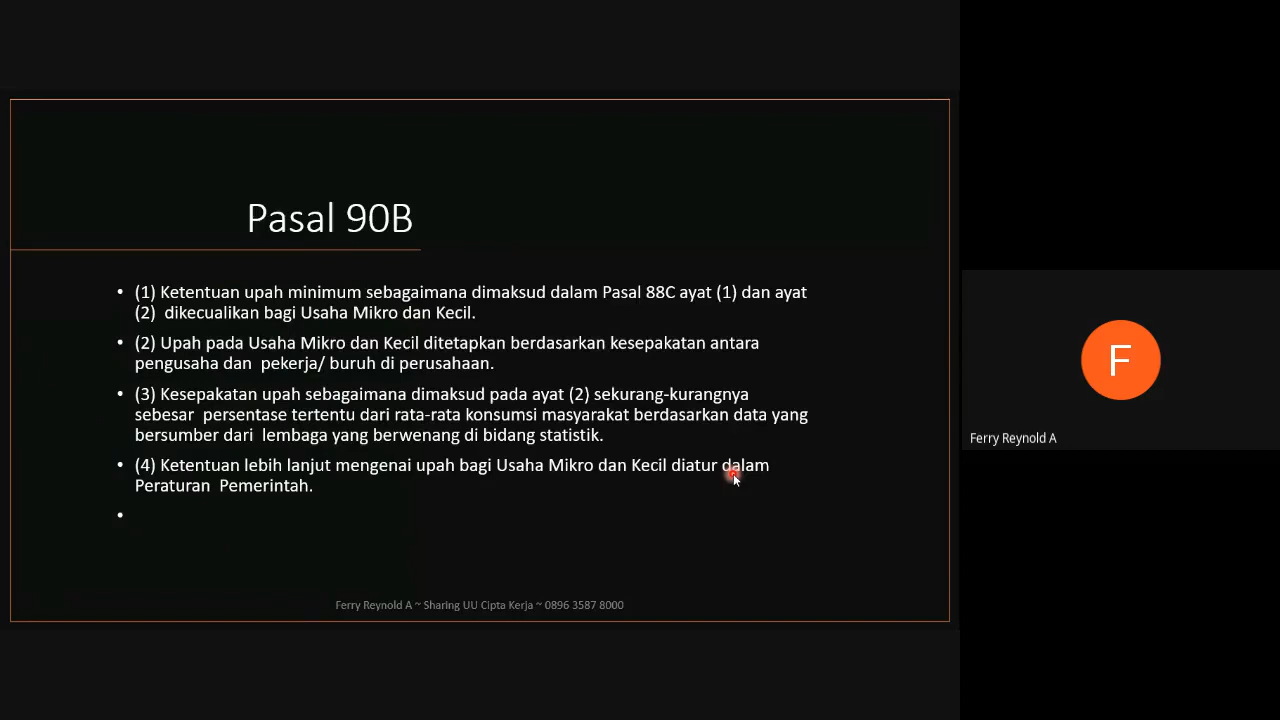 Pasal 90B
• (1) Ketentuan upah minimum sebagaimana dimaksud dalam Pasal 88C ayat (1) dan ayat
(2) dikecualikan bagi Usaha Mikro dan Kecil.
• (2) Upah pada Usaha Mikro dan Kecil ditetapkan berdasarkan kesepakatan antara
pengusaha dan pekerja/ buruh di perusahaan.
• (3) Kesepakatan upah sebagaimana dimaksud pada ayat (2) sekurang-kurangnya
sebesar persentase tertentu dari rata-rata konsumsi masyarakat berdasarkan data yang
bersumber dari lembaga yang berwenang di bidang statistik.
• (4) Ketentuan lebih lanjut mengenai upah bagi Usaha Mikro dan Kecil diatur dalam
Peraturan Pemerintah.
•
Ferry Reynold A ~ Sharing UU Cipta Kerja ~ 0896 3587 8000
F
Ferry Reynold A